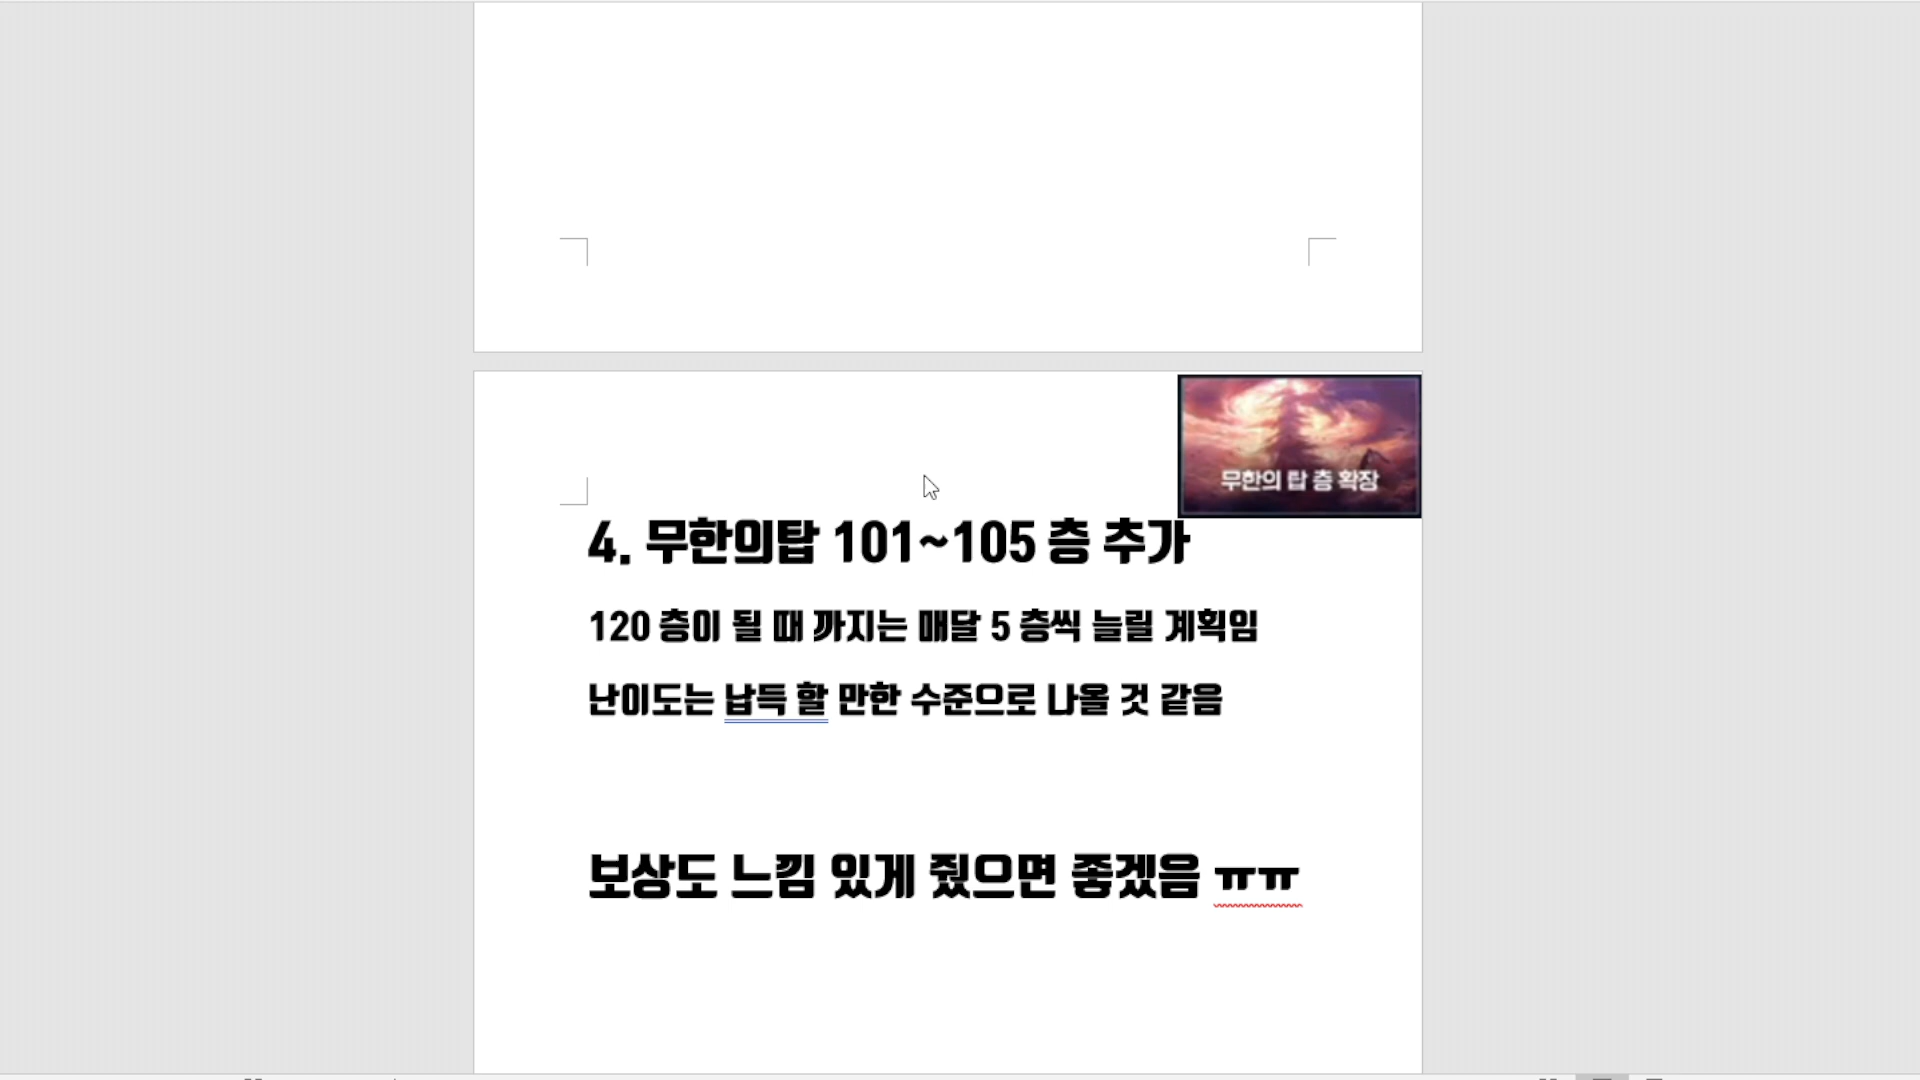 무한의 탑 층 확장
4. 무한의탑 101~105 층 추가
120 층이 될 때 까지는 매달 5 층씩 늘릴 계획임
난이도는 납득 할 만한 수준으로 나올 것 같음
보상도 느낌 있게 줬으면 좋겠음 ㅠㅠ